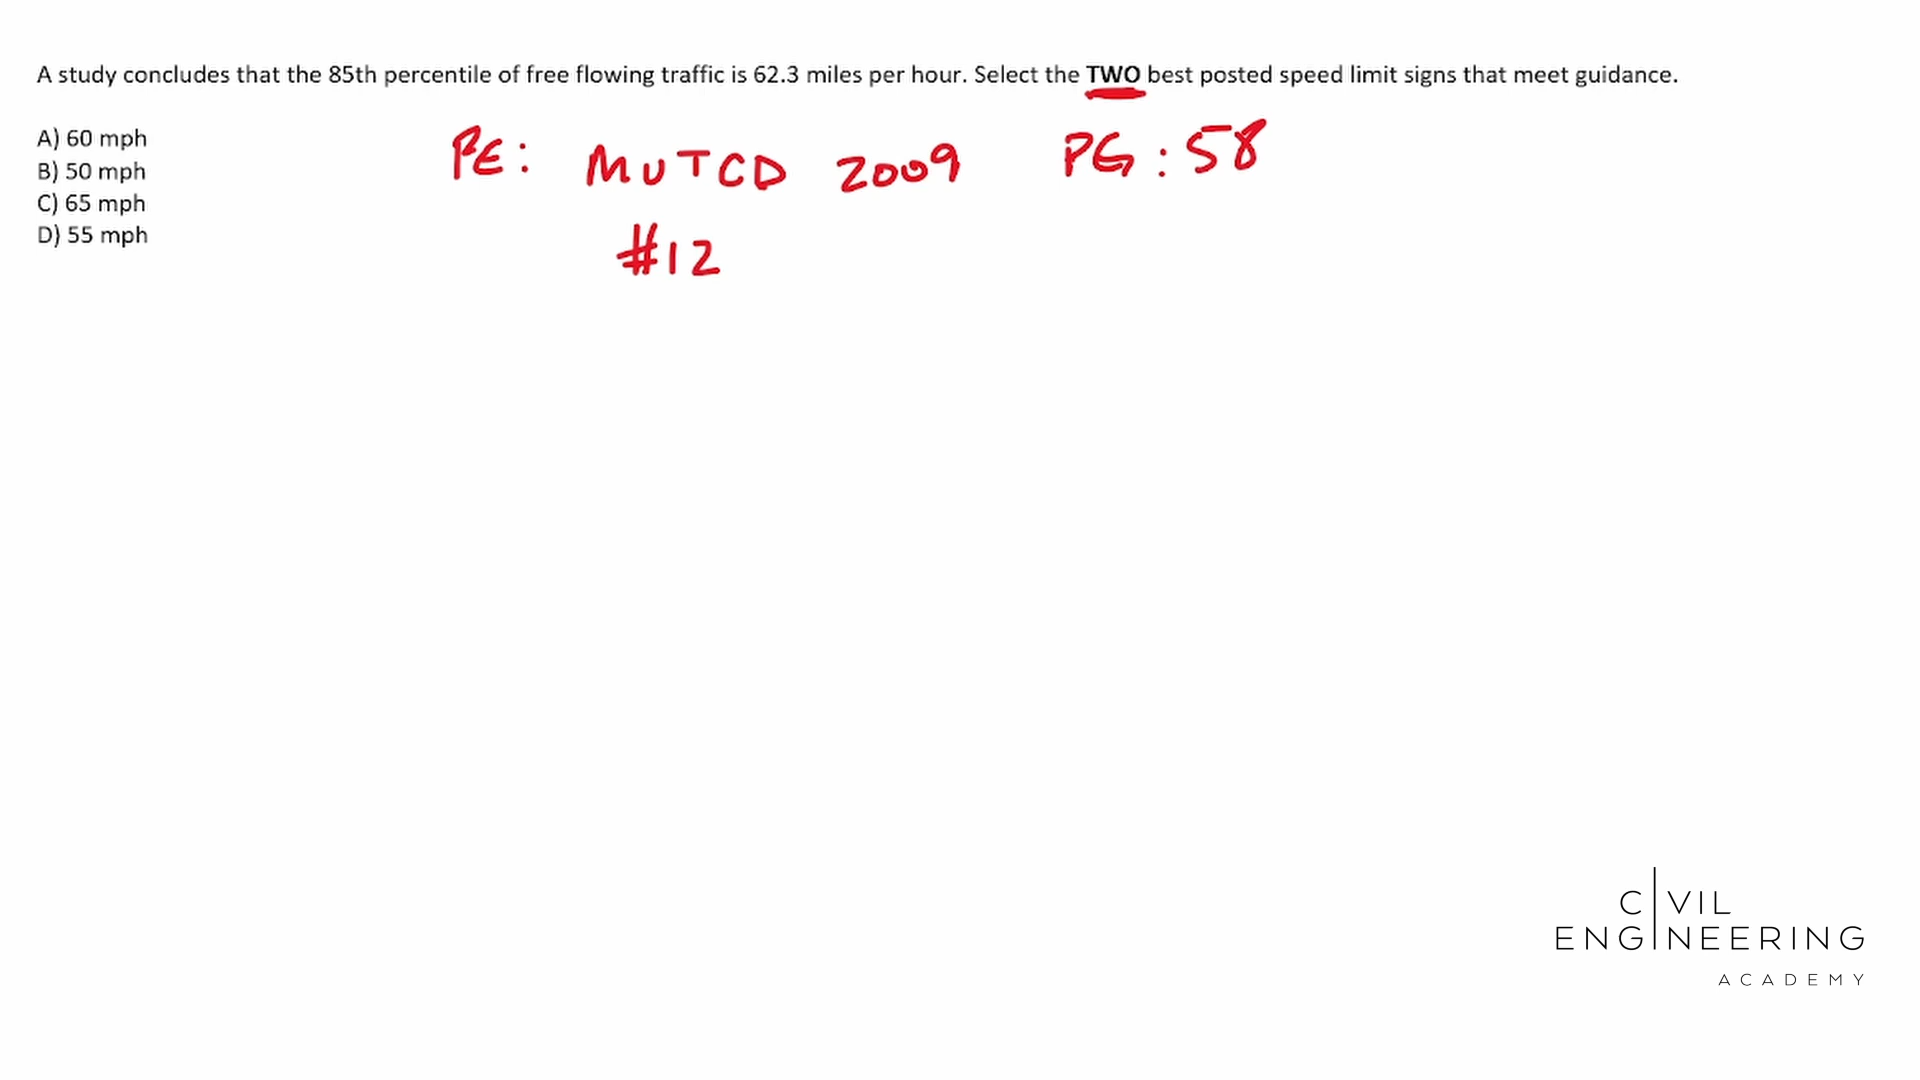 A study concludes that the 85th percentile of free flowing traffic is 62.3 miles per hour. Select the TWO best posted speed limit signs that meet guidance.
A) 60 mph
B) 50 mph
C) 65 mph
D) 55 mph
PE: MUTCD 2009 PG: 58
#12
CIVIL
ENGINEERING
ACADEMY